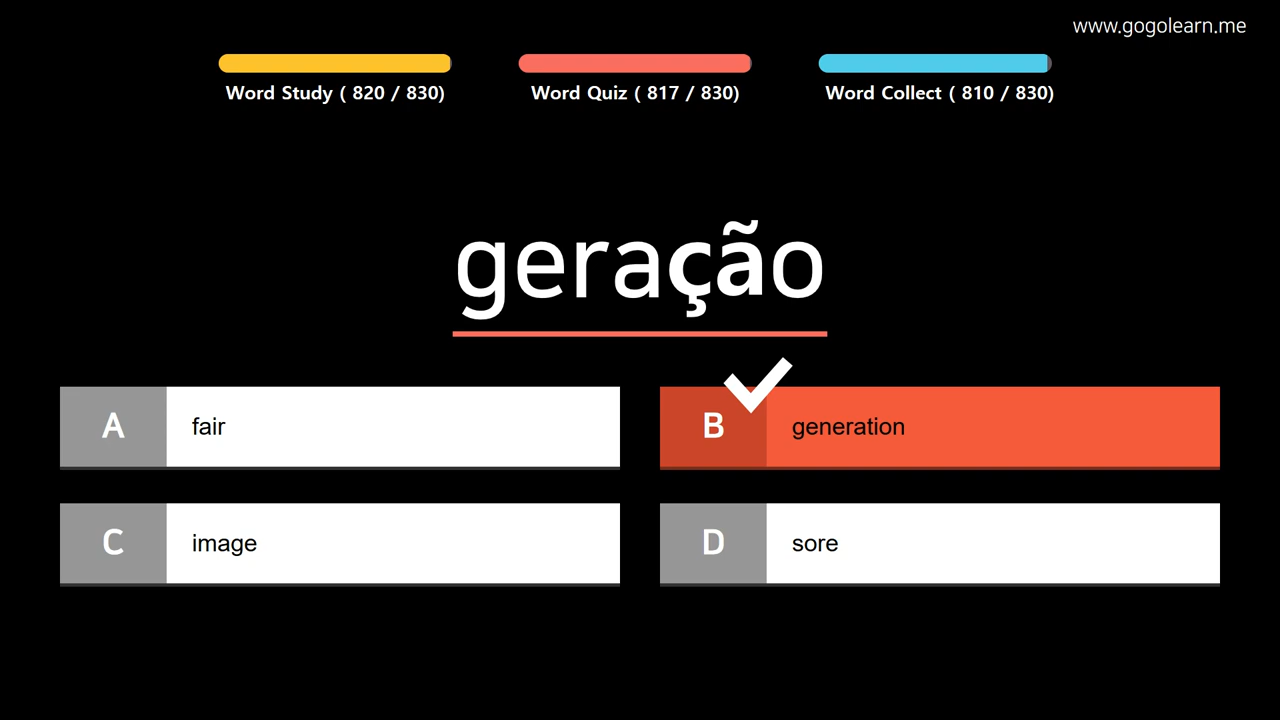 www.gogolearn.me
Word Study ( 820 / 830)
Word Quiz ( 817 / 830)
Word Collect ( 810 / 830)
geração
A fair
B generation
C image
D sore